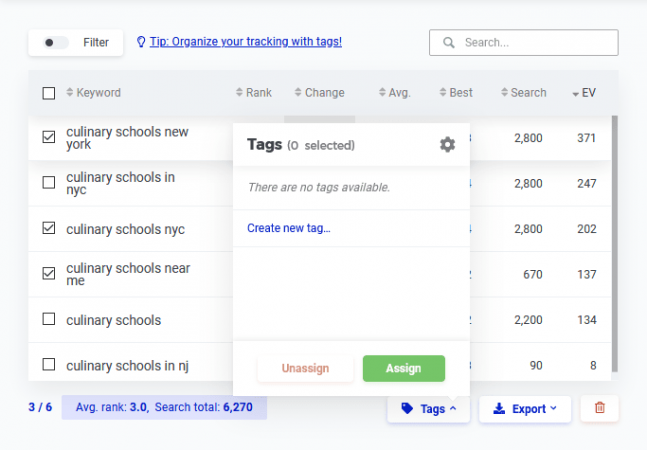 Filter
Tip: Organize your tracking with tags!
Search...
Keyword Rank Change Avg. Best Search EV
culinary schools new
york
3 2,800 371
Tags (0 selected)
culinary schools in
nyc
2,800 247
There are no tags available.
culinary schools nyc
2,800 202
Create new tag...
culinary schools near
me
670 137
culinary schools
2,200 134
culinary schools in nj
90 8
Unassign
Assign
3 / 6
Avg. rank: 3.0, Search total: 6,270
Tags
Export